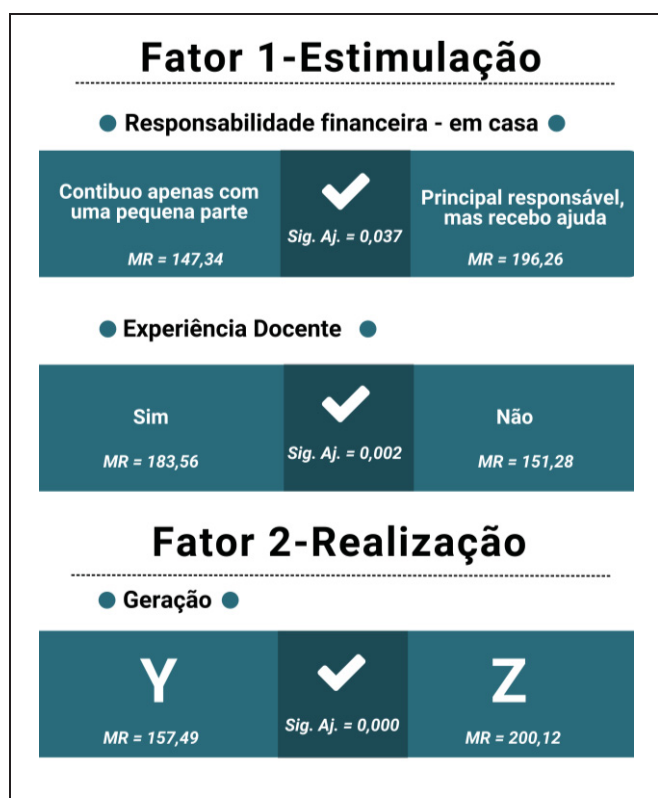 Fator 1-Estimulação
Responsabilidade financeira - em casa
Contibuo apenas com
uma pequena parte
MR = 147,34
Sig. Aj. = 0,037
Principal responsável,
mas recebo ajuda
MR = 196,26
Experiência Docente
Sim
MR = 183,56
Sig. Aj. = 0,002
Não
MR = 151,28
Fator 2-Realização
Geração
Y
MR = 157,49
Sig. Aj. = 0,000
Z
MR = 200,12